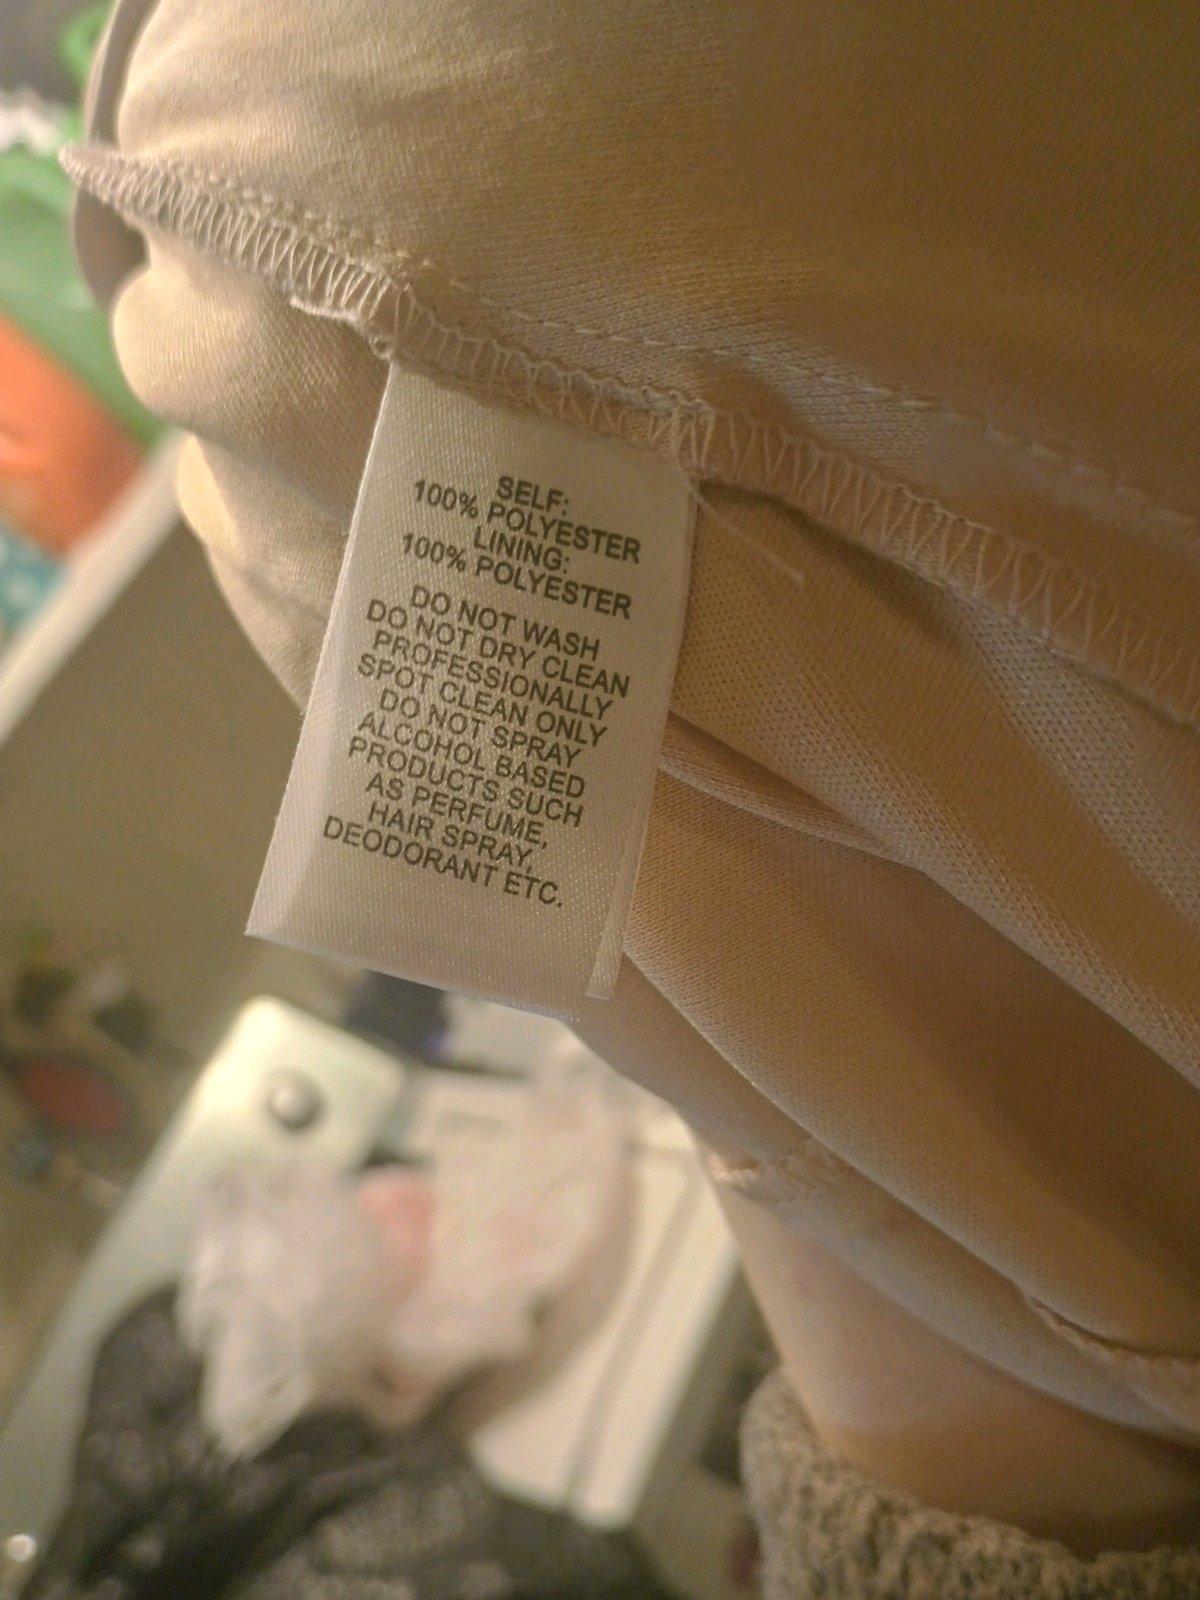 SELF:
100% POLYESTER
LINING:
100% POLYESTER
DO NOT WASH
DO NOT DRY CLEAN
PROFESSIONALLY
SPOT CLEAN ONLY
DO NOT SPRAY
ALCOHOL BASED
PRODUCTS SUCH
AS PERFUME,
HAIR SPRAY,
DEODORANT ETC.